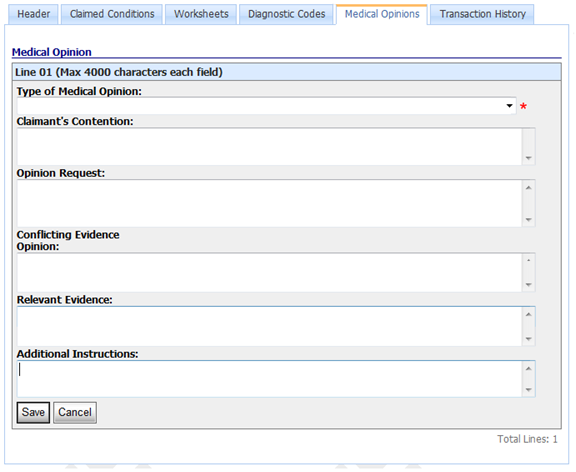 Header Claimed Conditions Worksheets Diagnostic Codes Medical Opinions Transaction History
Medical Opinion
Line 01 (Max 4000 characters each field)
Type of Medical Opinion:
*
Claimant's Contention:
Opinion Request:
Conflicting Evidence
Opinion:
Relevant Evidence:
Additional Instructions:
Save Cancel
Total Lines: 1